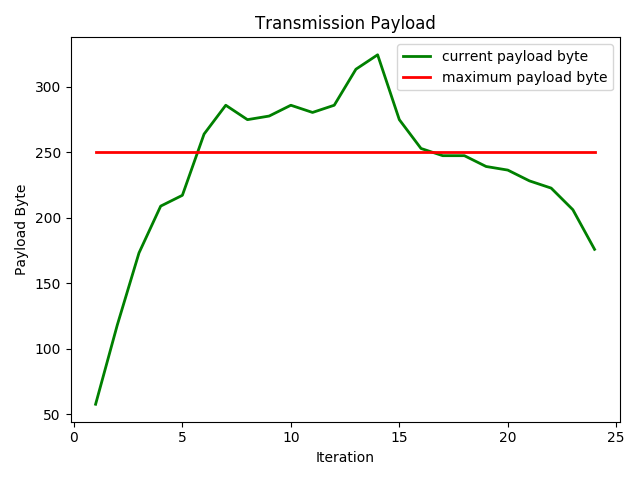 Transmission Payload
current payload byte
maximum payload byte
Payload Byte
300
250
200
150
100
50
0 5 10 15 20 25
Iteration